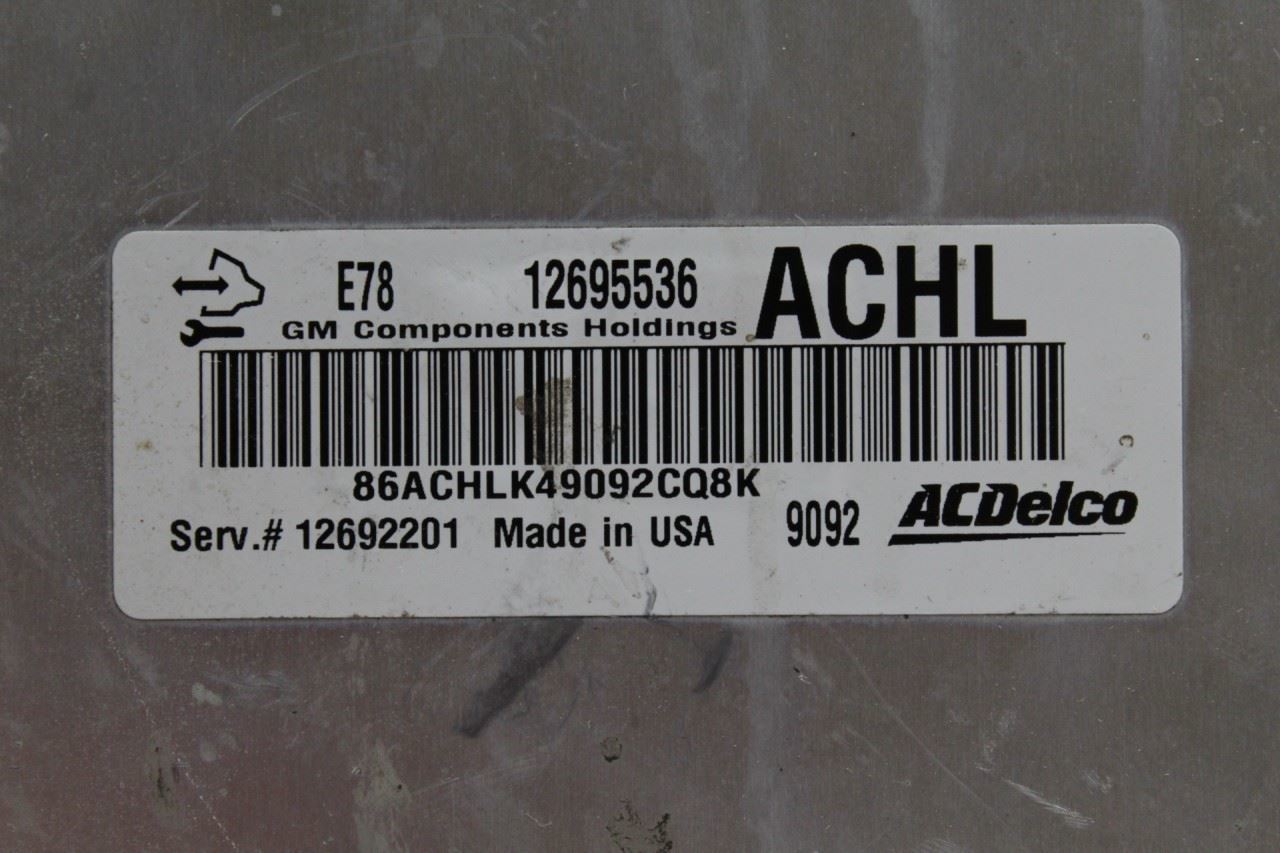 E78 12695536 ACHL
GM Components Holdings
86ACHLK49092CQ8K
Serv.# 12692201 Made in USA 9092 ACDelco